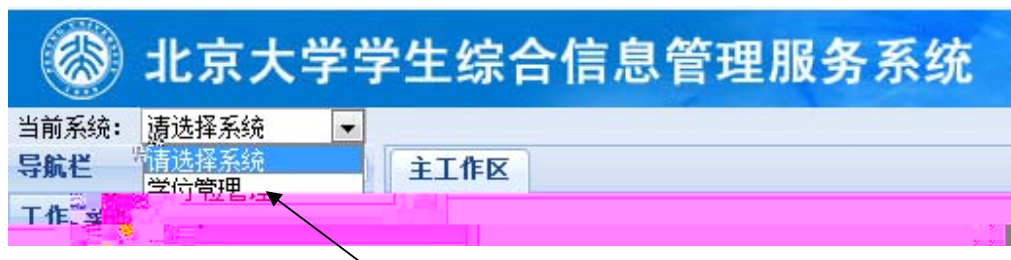 北京大学学生综合信息管理服务系统
当前系统： 请选择系统
导航栏 请选择系统 主工作区
学位管理
工作